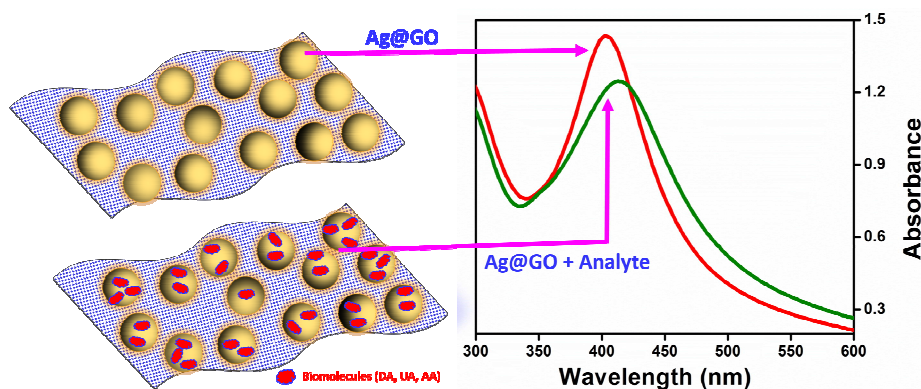 Ag@GO
Ag@GO + Analyte
Biomolecules (DA, UA, AA)
1.5
1.2
0.9
0.6
0.3
Absorbance
300 350 400 450 500 550 600
Wavelength (nm)